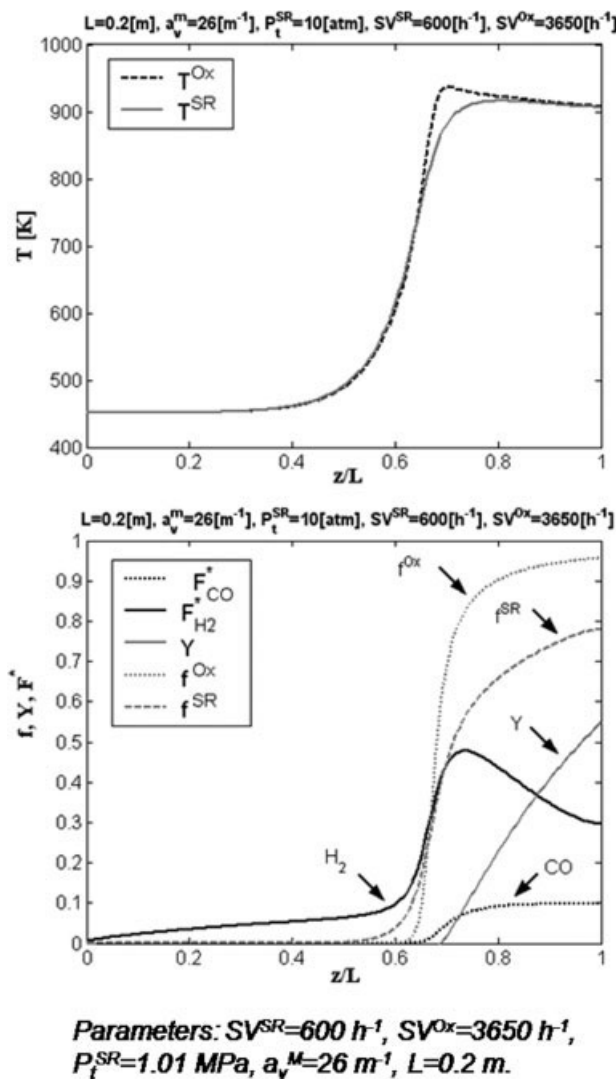 L=0.2[m], a_v^m=26[m⁻¹], P_t^SR=10[atm], SV^SR=600[h⁻¹], SV^Ox=3650[h⁻¹]
1000
900
800
700
600
500
400
T [K]
T^Ox
T^SR
0 0.2 0.4 0.6 0.8 1
z/L
L=0.2[m], a_v^m=26[m⁻¹], P_t^SR=10[atm], SV^SR=600[h⁻¹], SV^Ox=3650[h⁻¹]
1
0.9
0.8
0.7
0.6
0.5
0.4
0.3
0.2
0.1
0
f, Y, F*
F*_CO
F*_H2
Y
f^Ox
f^SR
f^Ox
f^SR
Y
H₂
CO
0 0.2 0.4 0.6 0.8 1
z/L
Parameters: SV^SR=600 h⁻¹, SV^Ox=3650 h⁻¹,
P_t^SR=1.01 MPa, a_v^M=26 m⁻¹, L=0.2 m.